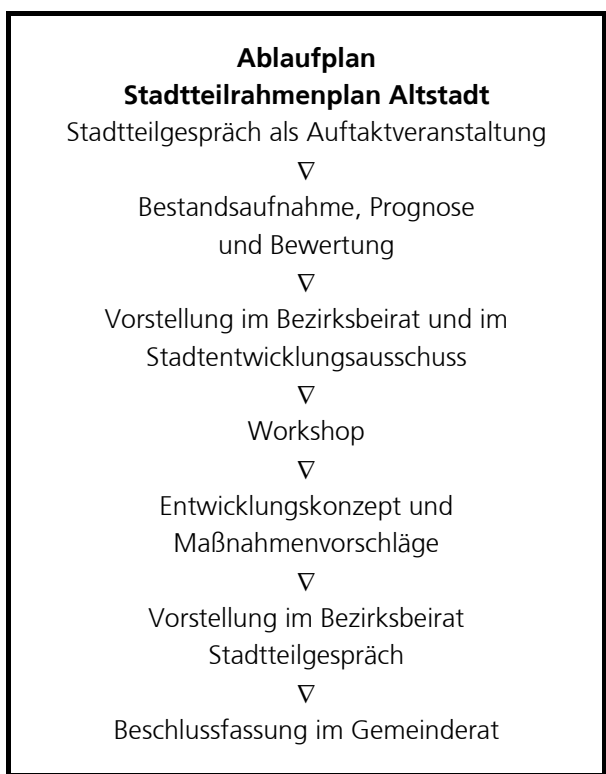 Ablaufplan
Stadtteilrahmenplan Altstadt
Stadtteilgespräch als Auftaktveranstaltung
∇
Bestandsaufnahme, Prognose
und Bewertung
∇
Vorstellung im Bezirksbeirat und im
Stadtentwicklungsausschuss
∇
Workshop
∇
Entwicklungskonzept und
Maßnahmenvorschläge
∇
Vorstellung im Bezirksbeirat
Stadtteilgespräch
∇
Beschlussfassung im Gemeinderat